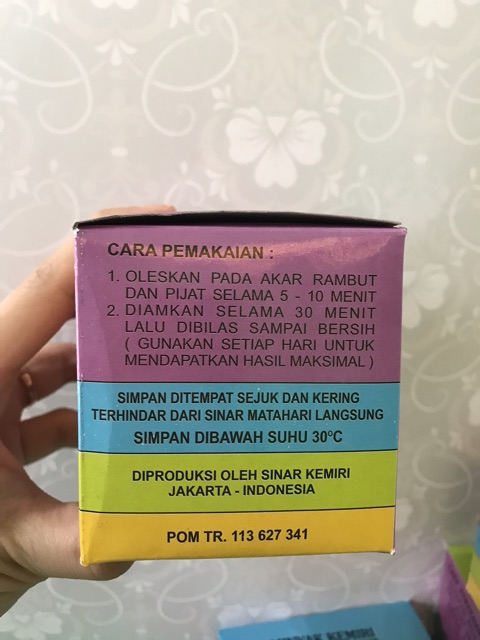 CARA PEMAKAIAN :
1. OLESKAN PADA AKAR RAMBUT
DAN PIJAT SELAMA 5 - 10 MENIT
2. DIAMKAN SELAMA 30 MENIT
LALU DIBILAS SAMPAI BERSIH
( GUNAKAN SETIAP HARI UNTUK
MENDAPATKAN HASIL MAKSIMAL )
SIMPAN DITEMPAT SEJUK DAN KERING
TERHINDAR DARI SINAR MATAHARI LANGSUNG
SIMPAN DIBAWAH SUHU 30°C
DIPRODUKSI OLEH SINAR KEMIRI
JAKARTA - INDONESIA
POM TR. 113 627 341
KEMIRI